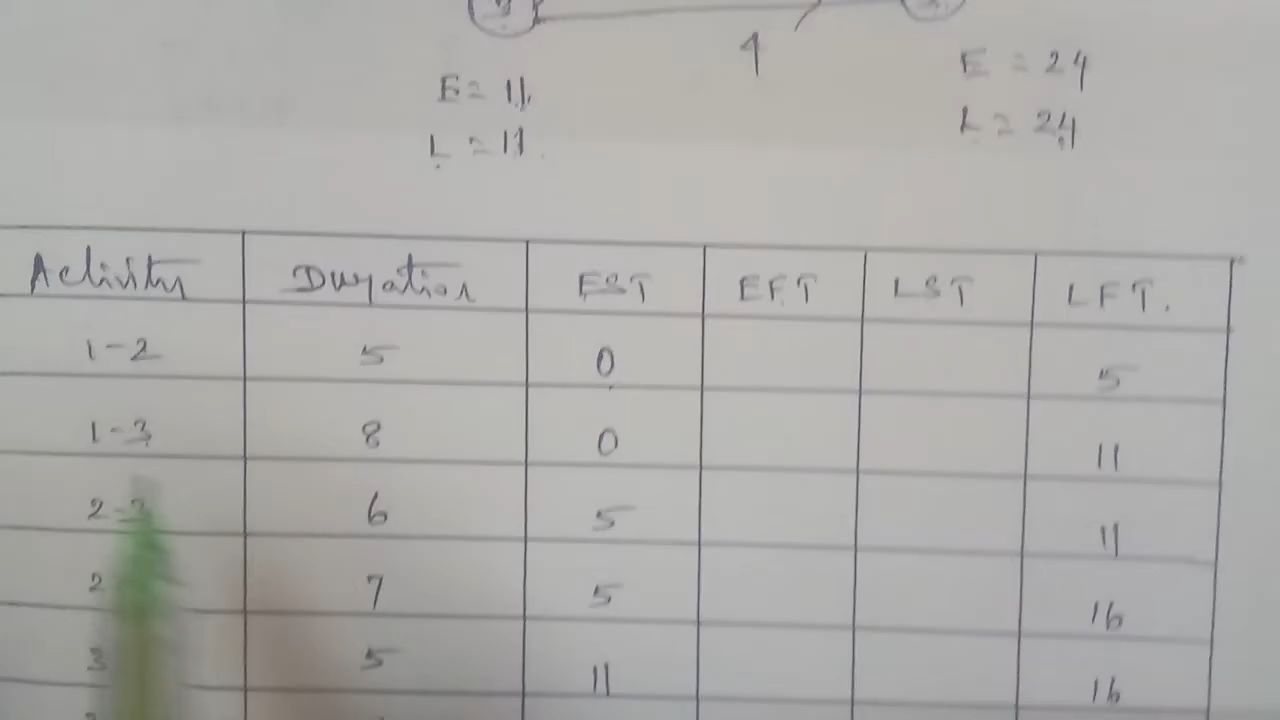 4
E = 11
L = 11
E = 24
L = 24
Activity Duration EST EFT LST LFT.
1-2 5 0 5
1-3 8 0 11
2-3 6 5 11
2 7 5 16
3 5 11 16